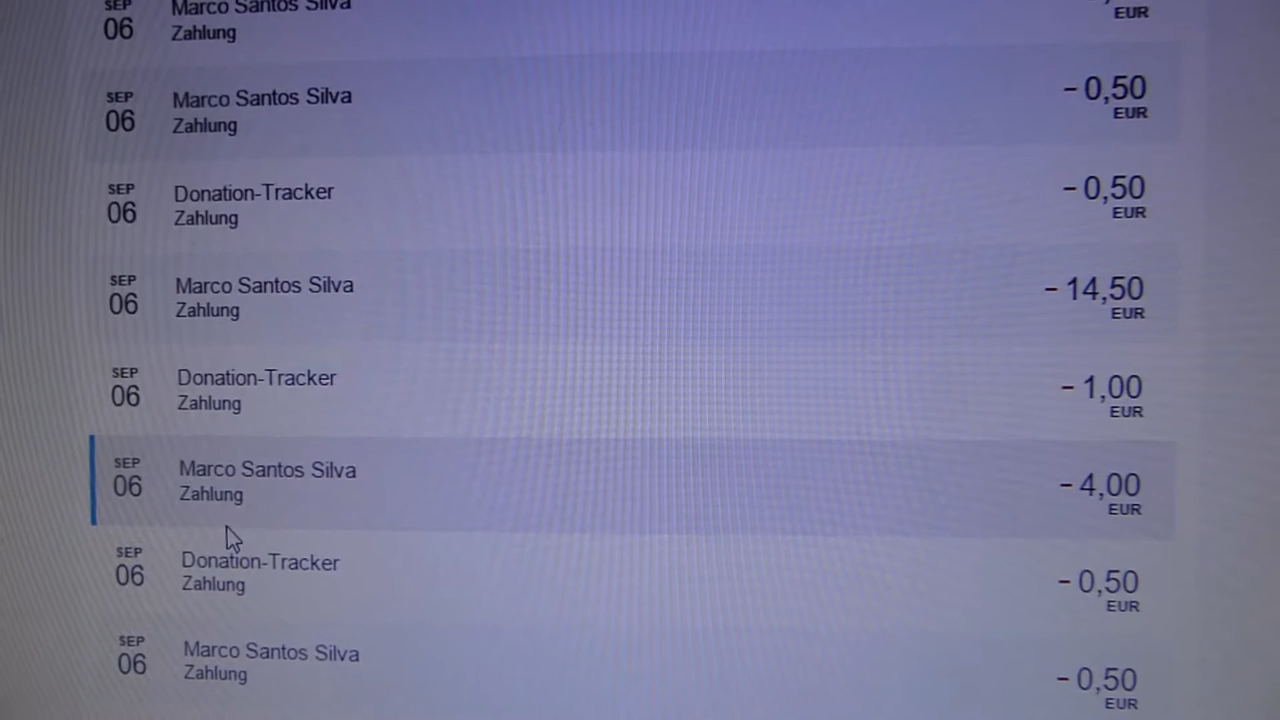 SEP
06
Marco Santos Silva
Zahlung
EUR
SEP
06
Marco Santos Silva
Zahlung
- 0,50
EUR
SEP
06
Donation-Tracker
Zahlung
- 0,50
EUR
SEP
06
Marco Santos Silva
Zahlung
- 14,50
EUR
SEP
06
Donation-Tracker
Zahlung
- 1,00
EUR
SEP
06
Marco Santos Silva
Zahlung
- 4,00
EUR
SEP
06
Donation-Tracker
Zahlung
- 0,50
EUR
SEP
06
Marco Santos Silva
Zahlung
- 0,50
EUR